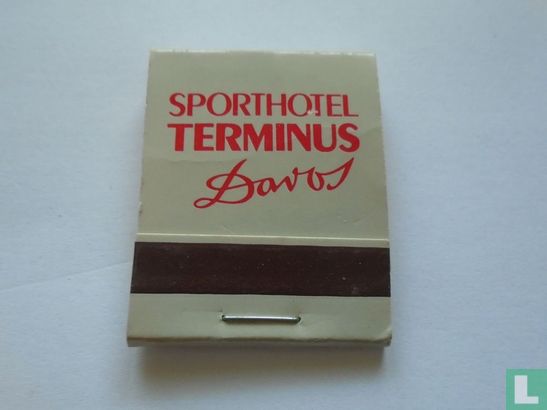 SPORTHOTEL
TERMINUS
Davos
L